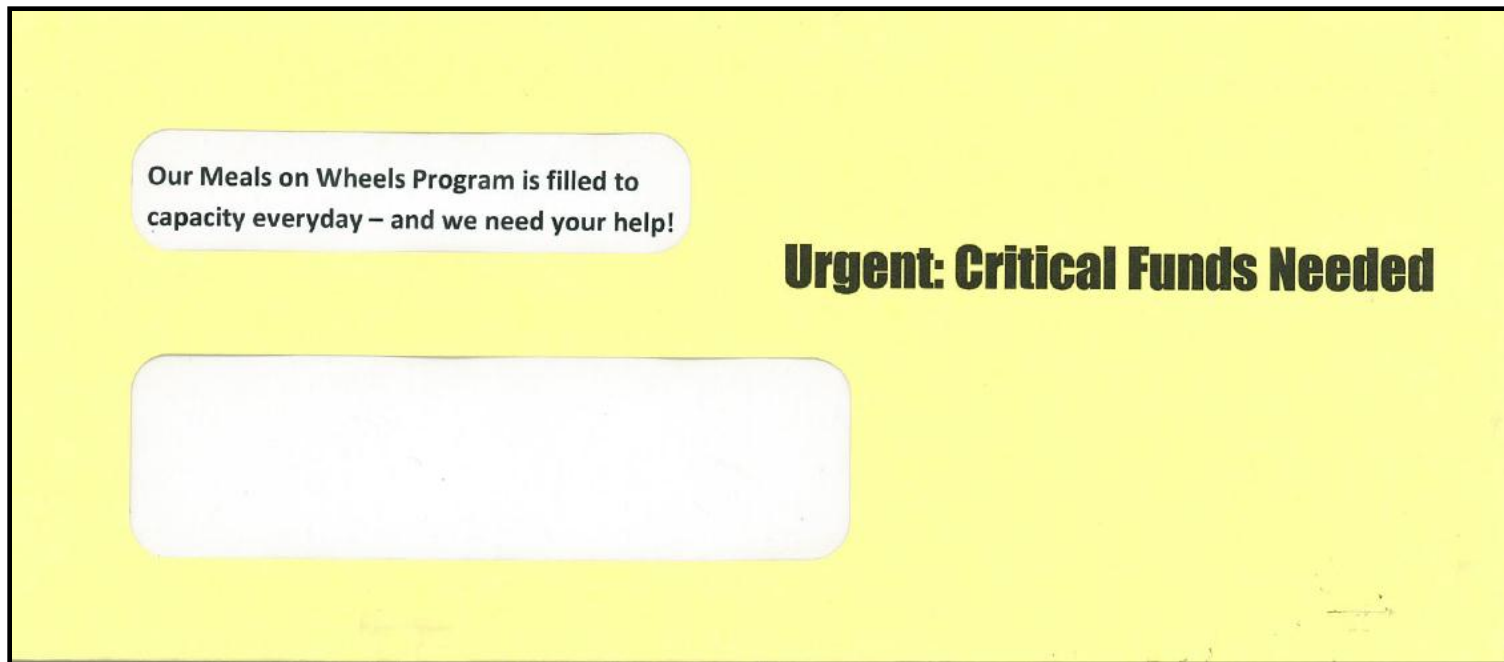 Our Meals on Wheels Program is filled to
capacity everyday – and we need your help!
Urgent: Critical Funds Needed